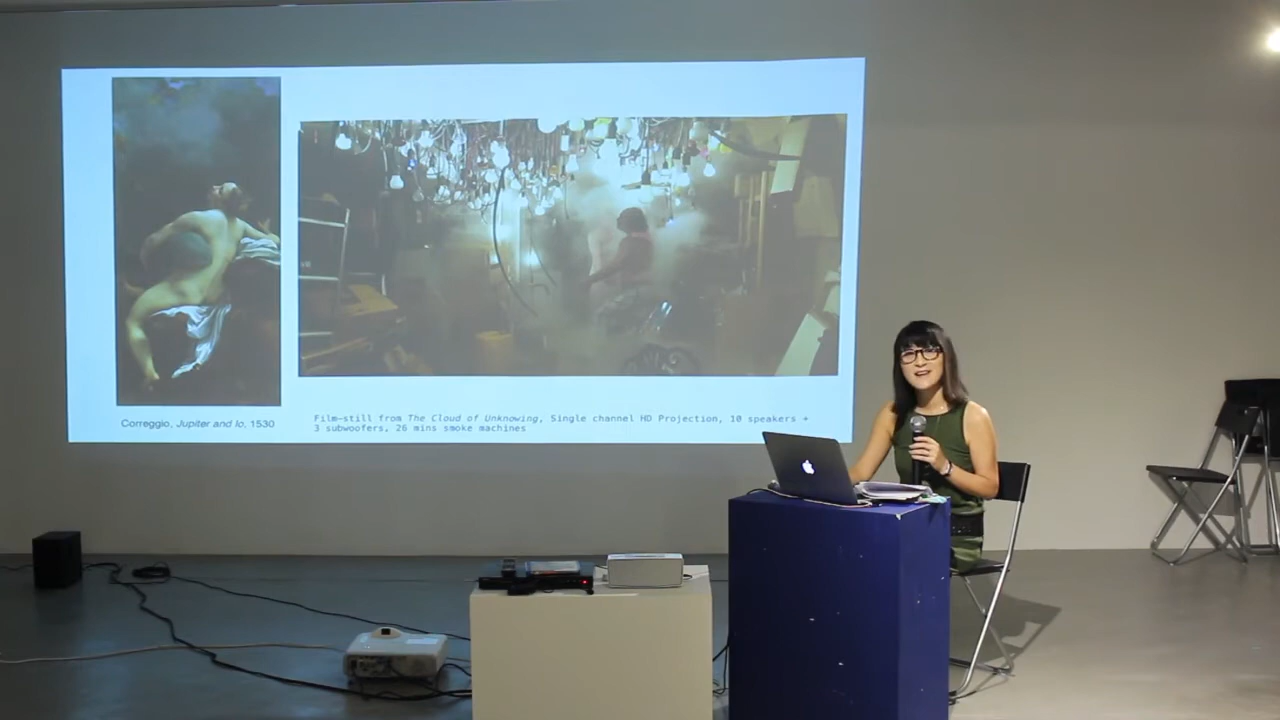 Correggio, Jupiter and Io, 1530
Film-still from The Cloud of Unknowing, Single channel HD Projection, 10 speakers +
3 subwoofers, 26 mins smoke machines